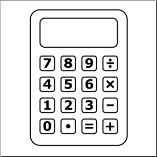 7 8 9 ÷
4 5 6 ×
1 2 3 −
0 • = +